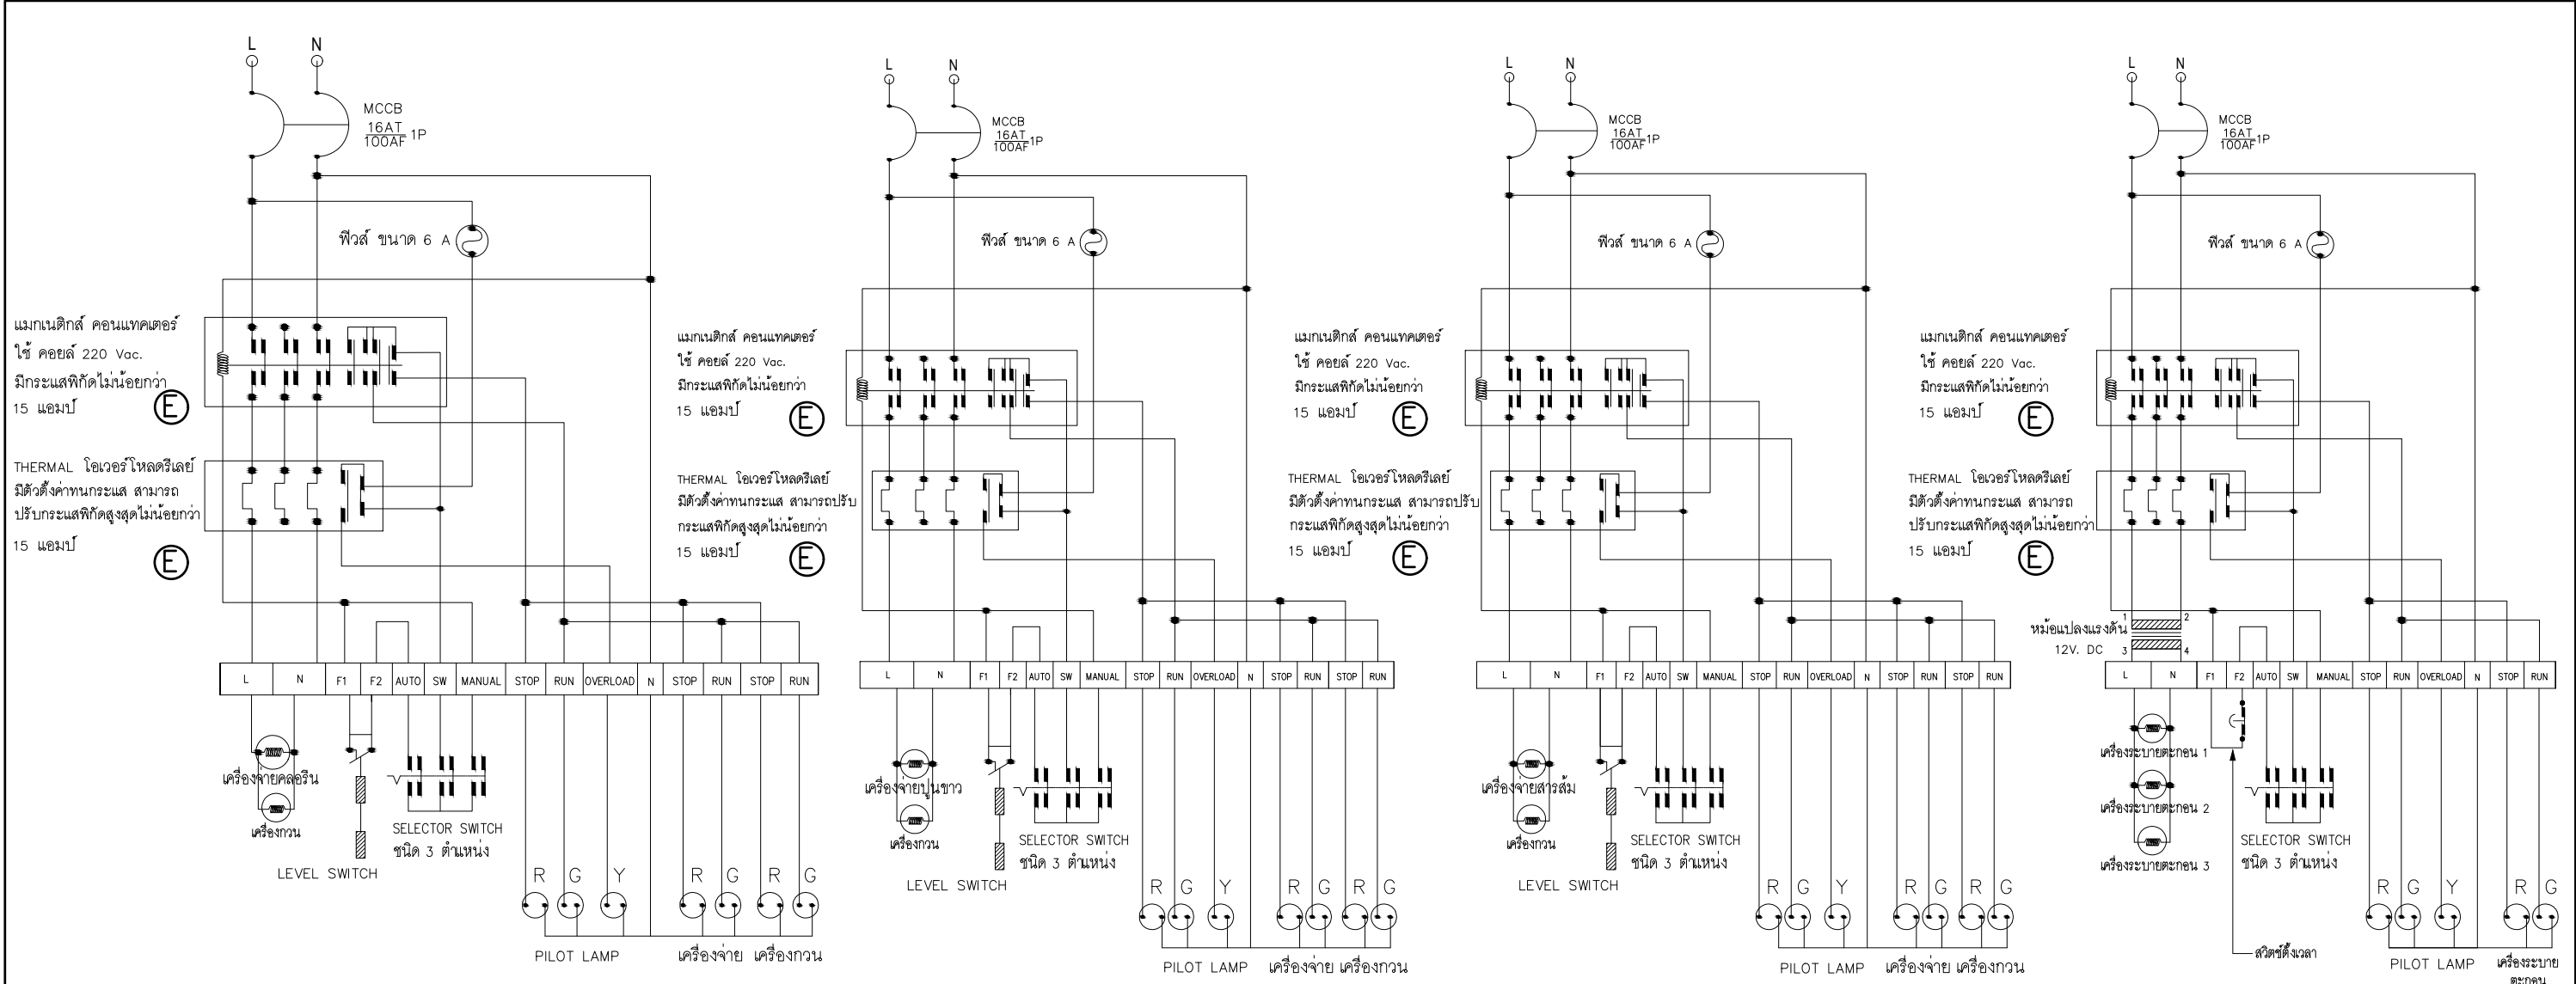 L N
MCCB
16AT
100AF 1P
ฟิวส์ ขนาด 6 A
แมกเนติกส์ คอนแทคเตอร์
ใช้ คอยล์ 220 Vac.
มีกระแสพิกัดไม่น้อยกว่า
15 แอมป์
E
THERMAL โอเวอร์โหลดรีเลย์
มีตัวตั้งค่าทนกระแส สามารถ
ปรับกระแสพิกัดสูงสุดไม่น้อยกว่า
15 แอมป์
E
L N F1 F2 AUTO SW MANUAL STOP RUN OVERLOAD N STOP RUN STOP RUN
เครื่องจ่ายคลอรีน
เครื่องกวน
SELECTOR SWITCH
ชนิด 3 ตำแหน่ง
LEVEL SWITCH
R G Y R G R G
PILOT LAMP เครื่องจ่าย เครื่องกวน
L N
MCCB
16AT
100AF 1P
ฟิวส์ ขนาด 6 A
แมกเนติกส์ คอนแทคเตอร์
ใช้ คอยล์ 220 Vac.
มีกระแสพิกัดไม่น้อยกว่า
15 แอมป์
E
THERMAL โอเวอร์โหลดรีเลย์
มีตัวตั้งค่าทนกระแส สามารถปรับ
กระแสพิกัดสูงสุดไม่น้อยกว่า
15 แอมป์
E
L N F1 F2 AUTO SW MANUAL STOP RUN OVERLOAD N STOP RUN STOP RUN
เครื่องจ่ายปูนขาว
เครื่องกวน
SELECTOR SWITCH
ชนิด 3 ตำแหน่ง
LEVEL SWITCH
R G Y R G R G
PILOT LAMP เครื่องจ่าย เครื่องกวน
L N
MCCB
16AT
100AF 1P
ฟิวส์ ขนาด 6 A
แมกเนติกส์ คอนแทคเตอร์
ใช้ คอยล์ 220 Vac.
มีกระแสพิกัดไม่น้อยกว่า
15 แอมป์
E
THERMAL โอเวอร์โหลดรีเลย์
มีตัวตั้งค่าทนกระแส สามารถปรับ
กระแสพิกัดสูงสุดไม่น้อยกว่า
15 แอมป์
E
L N F1 F2 AUTO SW MANUAL STOP RUN OVERLOAD N STOP RUN STOP RUN
เครื่องจ่ายสารส้ม
เครื่องกวน
SELECTOR SWITCH
ชนิด 3 ตำแหน่ง
LEVEL SWITCH
R G Y R G R G
PILOT LAMP เครื่องจ่าย เครื่องกวน
L N
MCCB
16AT
100AF 1P
ฟิวส์ ขนาด 6 A
แมกเนติกส์ คอนแทคเตอร์
ใช้ คอยล์ 220 Vac.
มีกระแสพิกัดไม่น้อยกว่า
15 แอมป์
E
THERMAL โอเวอร์โหลดรีเลย์
มีตัวตั้งค่าทนกระแส สามารถ
ปรับกระแสพิกัดสูงสุดไม่น้อยกว่า
15 แอมป์
E
1 2
หม้อแปลงแรงดัน
12V. DC 3 4
L N F1 F2 AUTO SW MANUAL STOP RUN OVERLOAD N STOP RUN
เครื่องระบายตะกอน 1
เครื่องระบายตะกอน 2
เครื่องระบายตะกอน 3
SELECTOR SWITCH
ชนิด 3 ตำแหน่ง
R G Y R G
สวิตช์ตั้งเวลา
PILOT LAMP เครื่องระบาย
ตะกอน